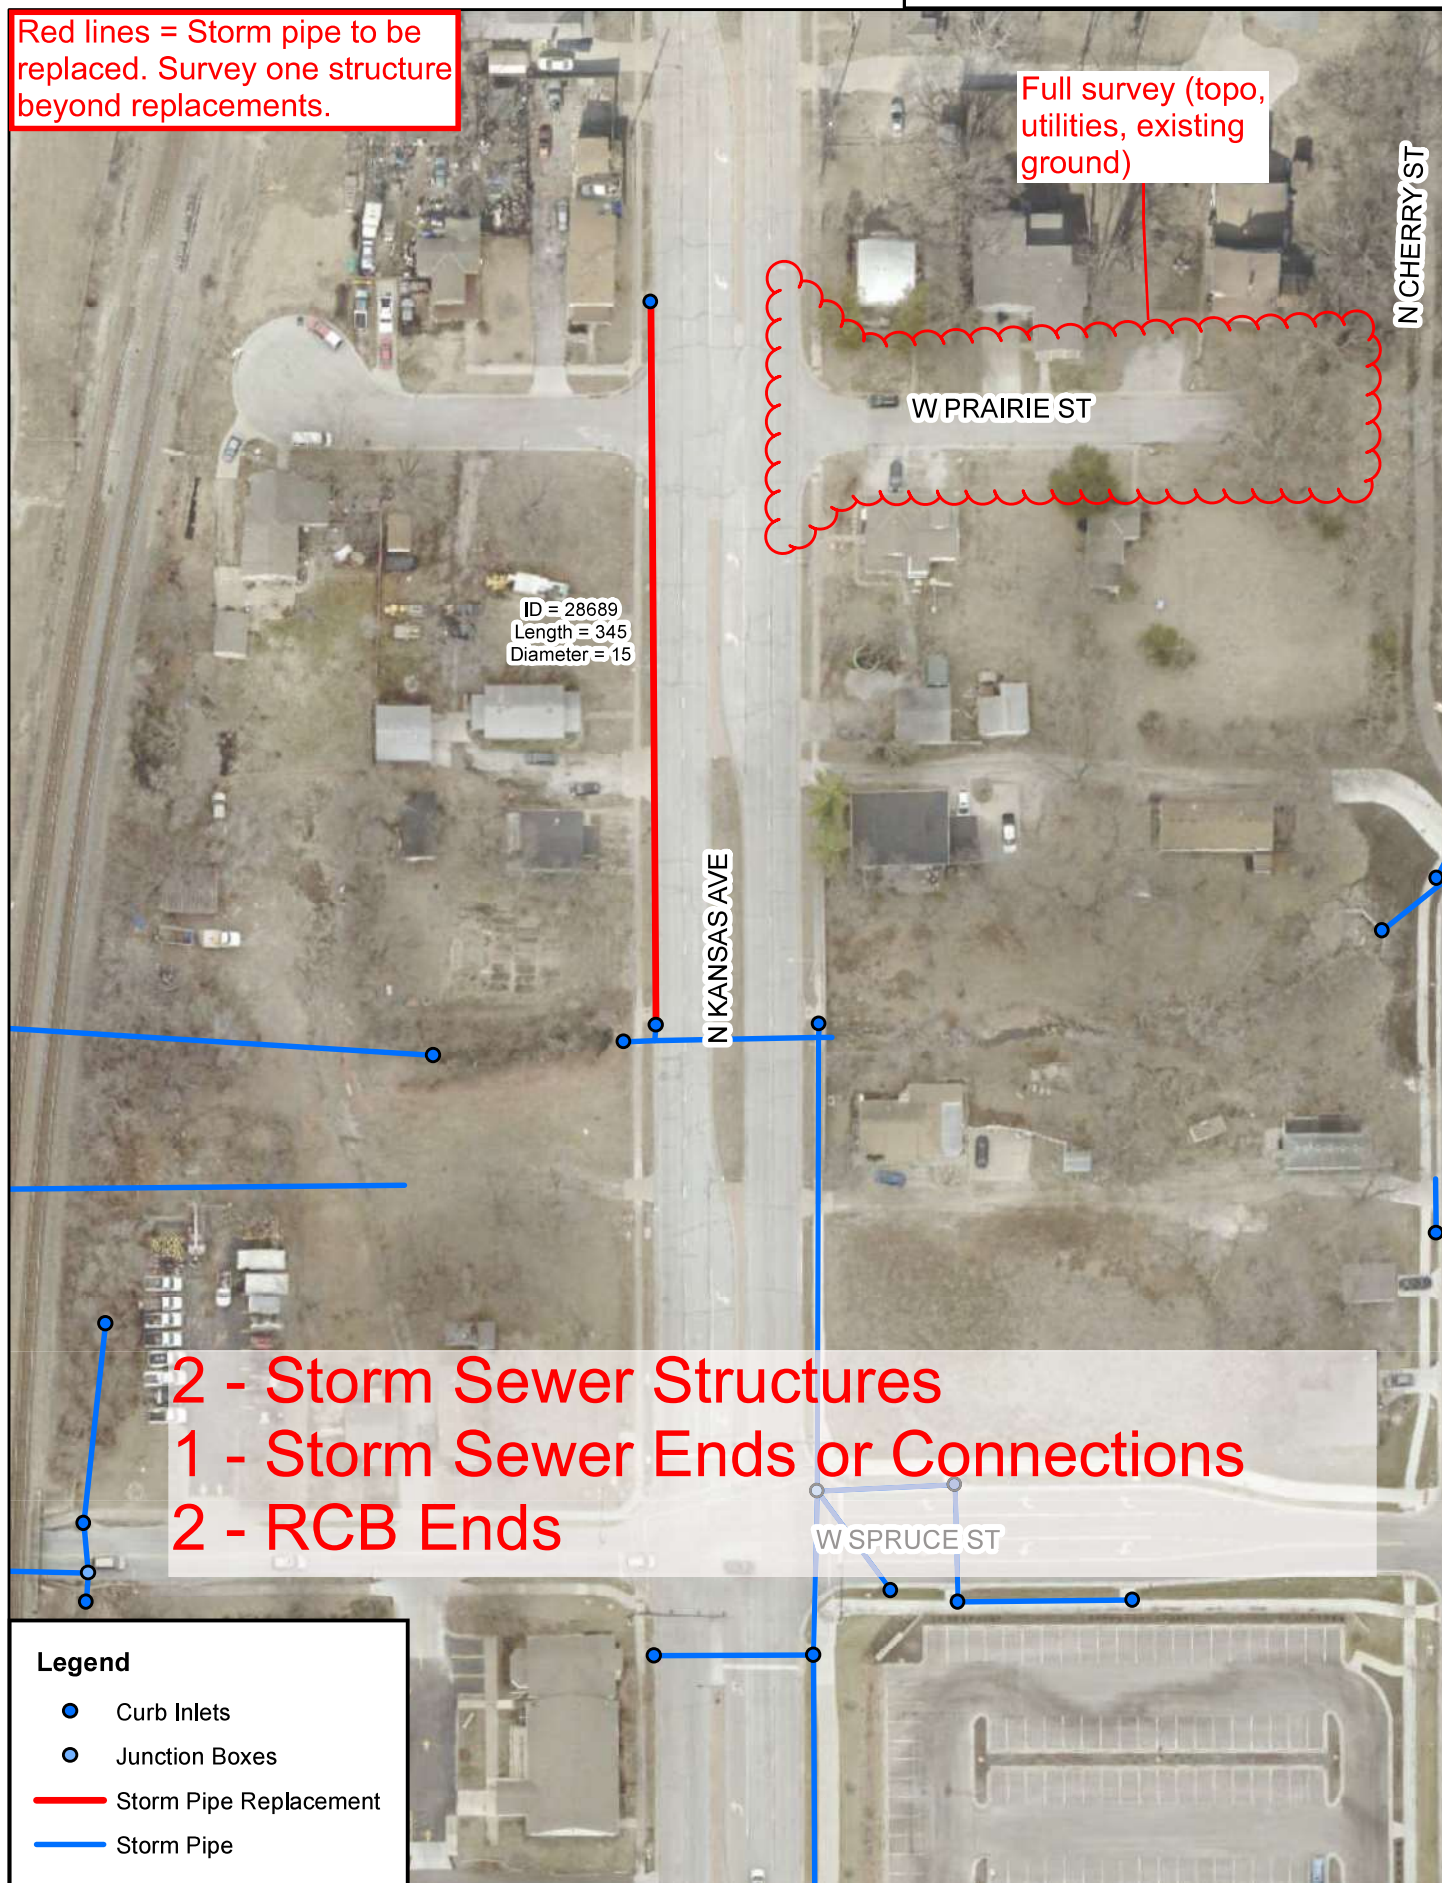 Red lines = Storm pipe to be
replaced. Survey one structure
beyond replacements.
Full survey (topo,
utilities, existing
ground)
N CHERRY ST
W PRAIRIE ST
ID = 28689
Length = 345
Diameter = 15
N KANSAS AVE
2 - Storm Sewer Structures
1 - Storm Sewer Ends or Connections
2 - RCB Ends
W SPRUCE ST
Legend
Curb Inlets
Junction Boxes
Storm Pipe Replacement
Storm Pipe